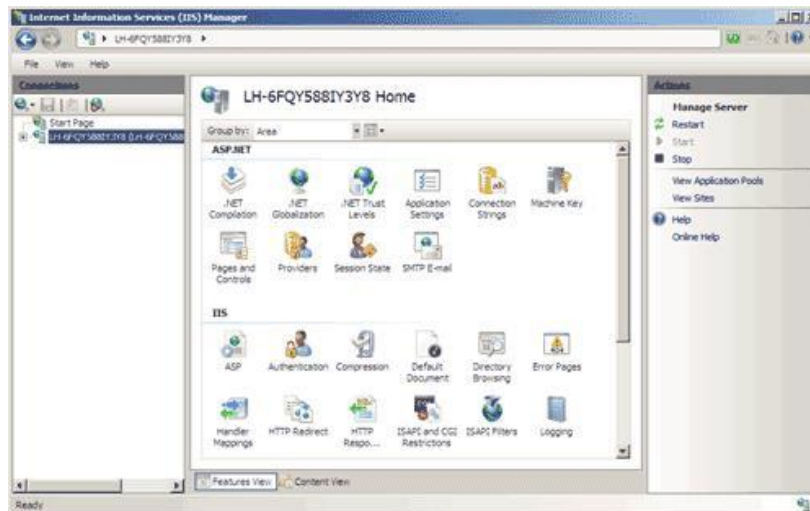 Internet Information Services (IIS) Manager
LH-6FQY588IY3Y8
File View Help
Connections
Start Page
LH-6FQY588IY3Y8 (LH-6FQY588
LH-6FQY588IY3Y8 Home
Group by: Area
ASP.NET
.NET Compilation
.NET Globalization
.NET Trust Levels
Application Settings
Connection Strings
Machine Key
Pages and Controls
Providers
Session State
SMTP E-mail
IIS
ASP
Authentication
Compression
Default Document
Directory Browsing
Error Pages
Handler Mappings
HTTP Redirect
HTTP Respo...
ISAPI and CGI Restrictions
ISAPI Filters
Logging
Features View
Content View
Actions
Manage Server
Restart
Start
Stop
View Application Pools
View Sites
Help
Online Help
Ready